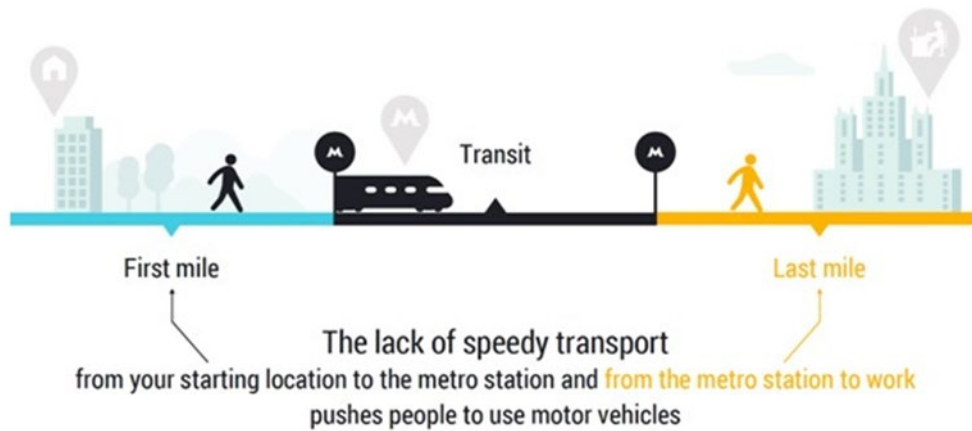 M
M
M
Transit
First mile
Last mile
The lack of speedy transport
from your starting location to the metro station and from the metro station to work
pushes people to use motor vehicles